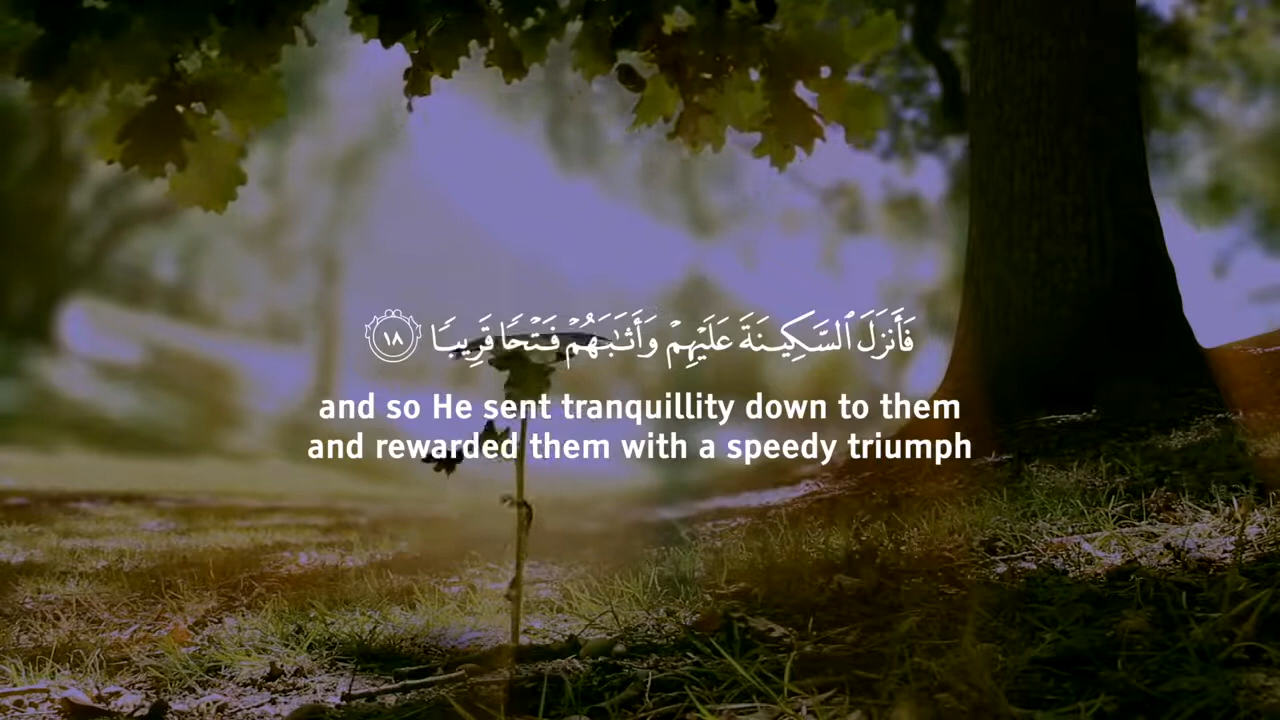 فَأَنزَلَ ٱلسَّكِينَةَ عَلَيْهِمْ وَأَثَـٰبَهُمْ فَتْحًا قَرِيبًا ١٨
and so He sent tranquillity down to them
and rewarded them with a speedy triumph